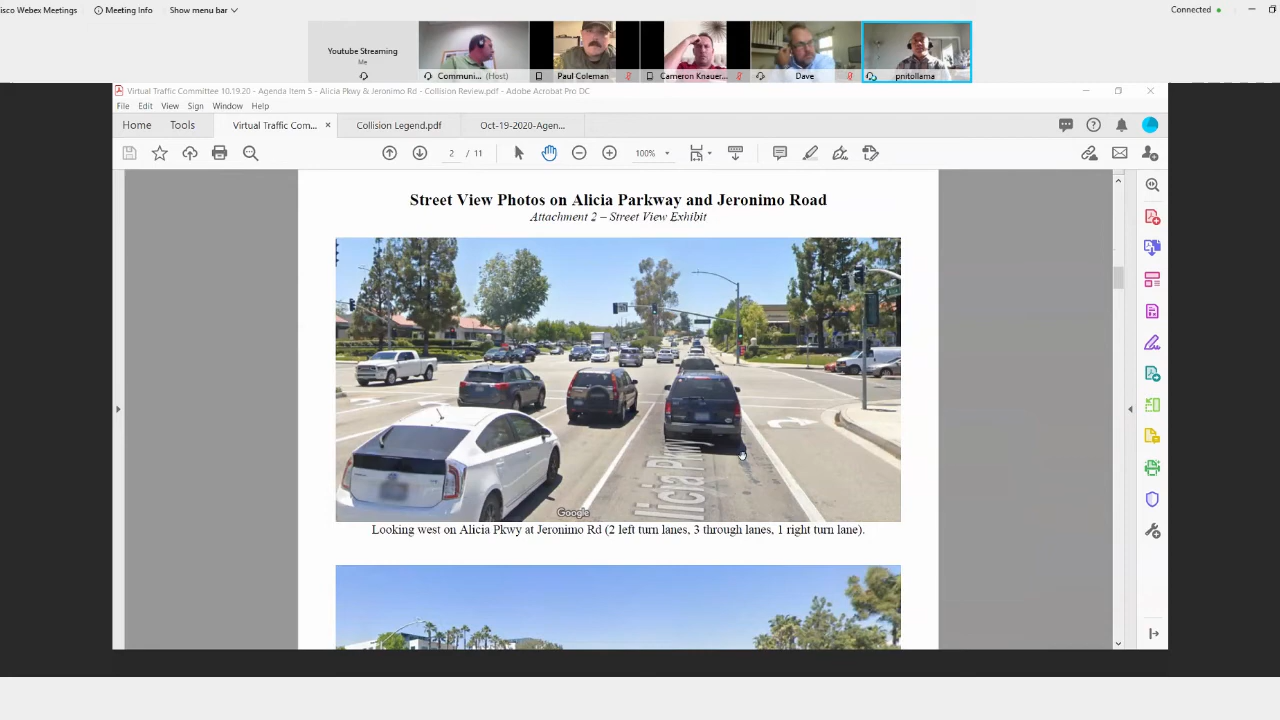 isco Webex Meetings
Meeting Info
Show menu bar
Connected
Youtube Streaming
Me
Communi... (Host)
Paul Coleman
Cameron Knauer...
Dave
pnitollama
Virtual Traffic Committee 10.19.20 - Agenda Item 5 - Alicia Pkwy & Jeronimo Rd - Collision Review.pdf - Adobe Acrobat Pro DC
File Edit View Sign Window Help
Home Tools Virtual Traffic Com... × Collision Legend.pdf Oct-19-2020-Agen...
2 / 11 100%
Street View Photos on Alicia Parkway and Jeronimo Road
Attachment 2 – Street View Exhibit
licia Pkwy
Google
Looking west on Alicia Pkwy at Jeronimo Rd (2 left turn lanes, 3 through lanes, 1 right turn lane).